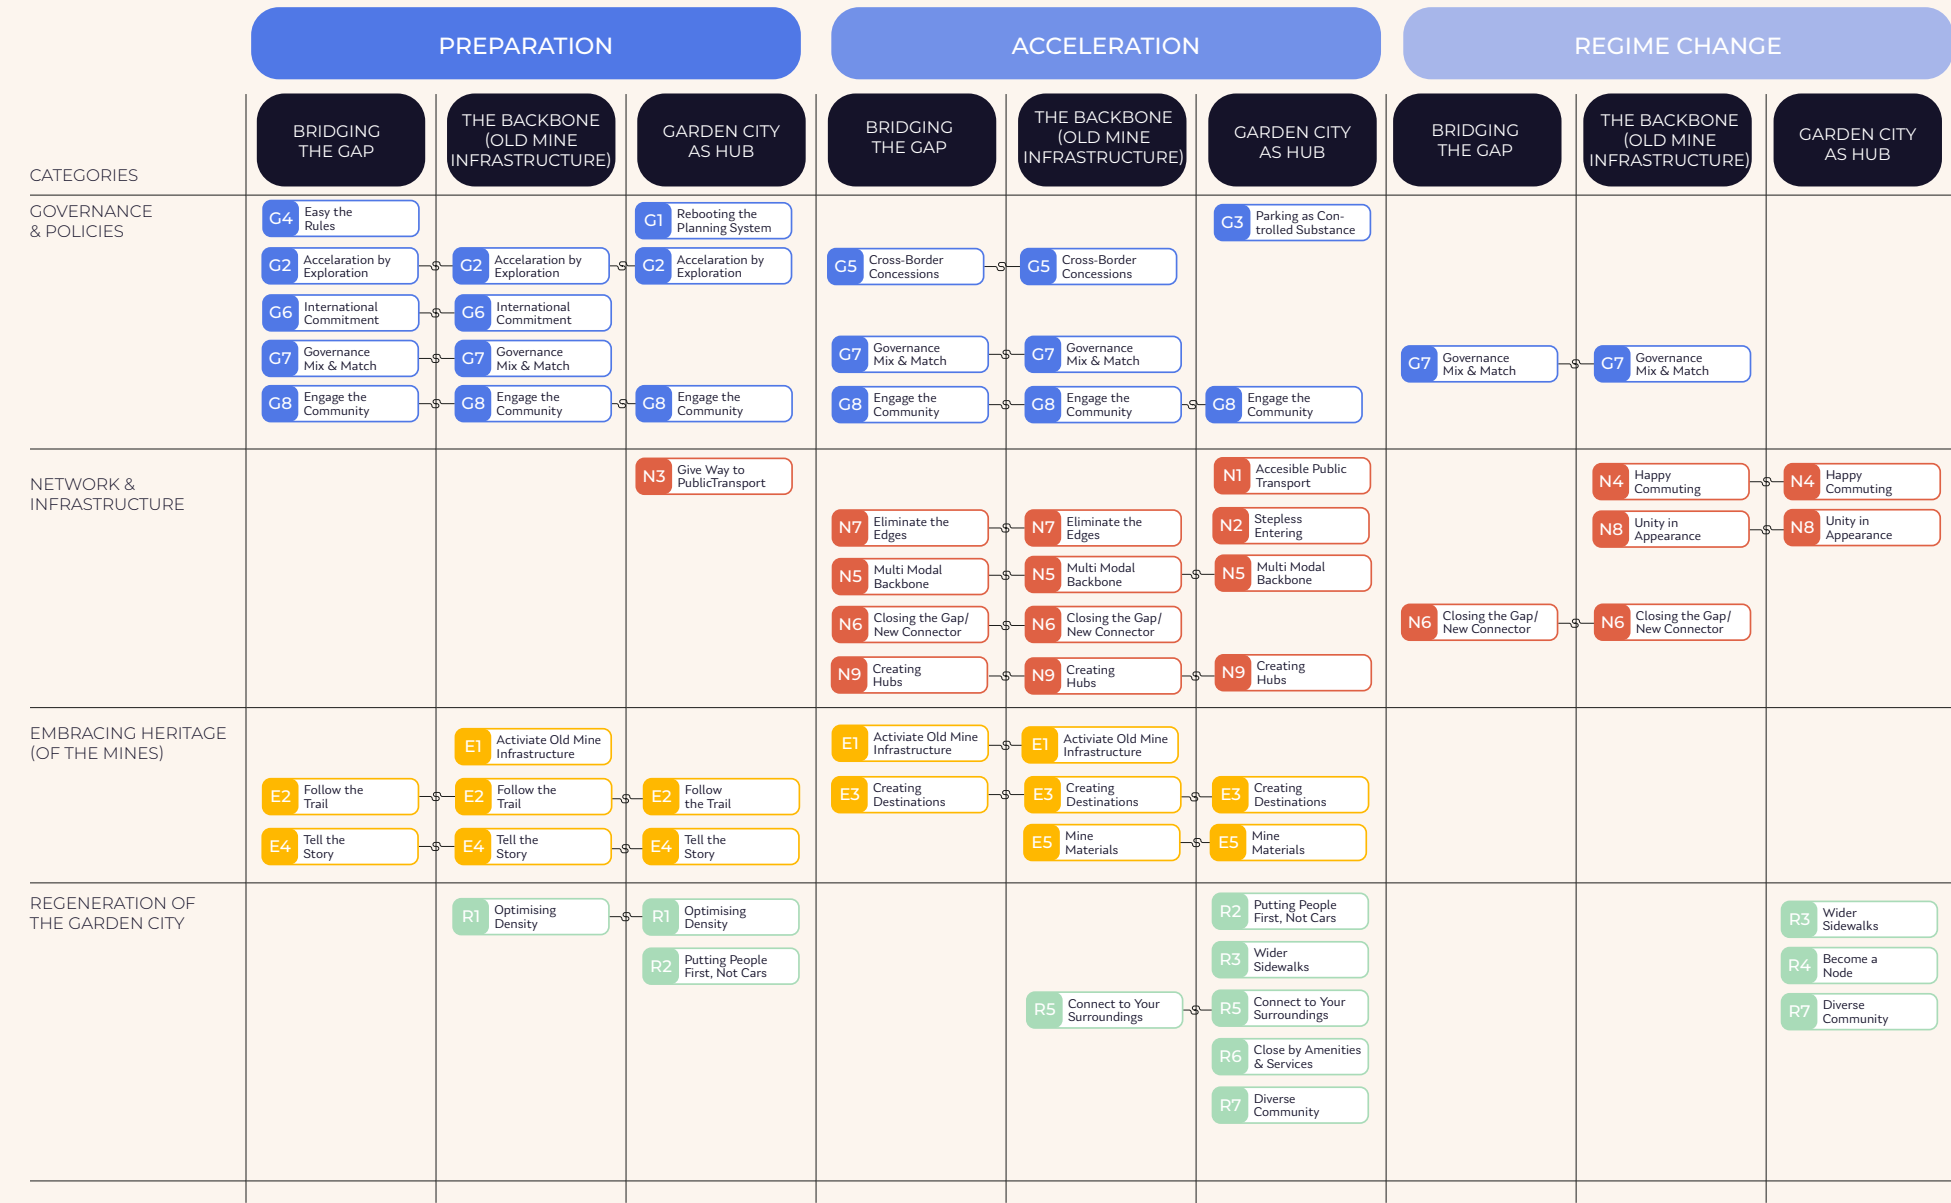 PREPARATION
ACCELERATION
REGIME CHANGE
CATEGORIES
BRIDGING
THE GAP
THE BACKBONE
(OLD MINE
INFRASTRUCTURE)
GARDEN CITY
AS HUB
BRIDGING
THE GAP
THE BACKBONE
(OLD MINE
INFRASTRUCTURE)
GARDEN CITY
AS HUB
BRIDGING
THE GAP
THE BACKBONE
(OLD MINE
INFRASTRUCTURE)
GARDEN CITY
AS HUB
GOVERNANCE
& POLICIES
G4 Easy the
Rules
G1 Rebooting the
Planning System
G3 Parking as Con-
trolled Substance
G2 Accelaration by
Exploration
G2 Accelaration by
Exploration
G2 Accelaration by
Exploration
G5 Cross-Border
Concessions
G5 Cross-Border
Concessions
G6 International
Commitment
G6 International
Commitment
G7 Governance
Mix & Match
G7 Governance
Mix & Match
G7 Governance
Mix & Match
G7 Governance
Mix & Match
G7 Governance
Mix & Match
G7 Governance
Mix & Match
G8 Engage the
Community
G8 Engage the
Community
G8 Engage the
Community
G8 Engage the
Community
G8 Engage the
Community
G8 Engage the
Community
NETWORK &
INFRASTRUCTURE
N3 Give Way to
PublicTransport
N1 Accesible Public
Transport
N4 Happy
Commuting
N4 Happy
Commuting
N7 Eliminate the
Edges
N7 Eliminate the
Edges
N2 Stepless
Entering
N8 Unity in
Appearance
N8 Unity in
Appearance
N5 Multi Modal
Backbone
N5 Multi Modal
Backbone
N5 Multi Modal
Backbone
N6 Closing the Gap/
New Connector
N6 Closing the Gap/
New Connector
N6 Closing the Gap/
New Connector
N6 Closing the Gap/
New Connector
N9 Creating
Hubs
N9 Creating
Hubs
N9 Creating
Hubs
EMBRACING HERITAGE
(OF THE MINES)
E1 Activiate Old Mine
Infrastructure
E1 Activiate Old Mine
Infrastructure
E1 Activiate Old Mine
Infrastructure
E2 Follow the
Trail
E2 Follow the
Trail
E2 Follow
the Trail
E3 Creating
Destinations
E3 Creating
Destinations
E3 Creating
Destinations
E4 Tell the
Story
E4 Tell the
Story
E4 Tell the
Story
E5 Mine
Materials
E5 Mine
Materials
REGENERATION OF
THE GARDEN CITY
R1 Optimising
Density
R1 Optimising
Density
R2 Putting People
First, Not Cars
R3 Wider
Sidewalks
R2 Putting People
First, Not Cars
R3 Wider
Sidewalks
R4 Become a
Node
R5 Connect to Your
Surroundings
R5 Connect to Your
Surroundings
R7 Diverse
Community
R6 Close by Amenities
& Services
R7 Diverse
Community